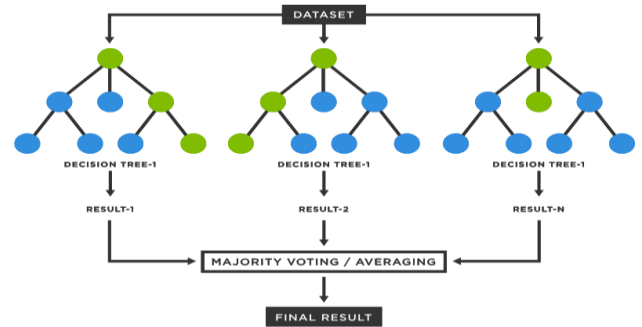 DATASET
DECISION TREE-1
DECISION TREE-1
DECISION TREE-1
RESULT-1
RESULT-2
RESULT-N
MAJORITY VOTING / AVERAGING
FINAL RESULT